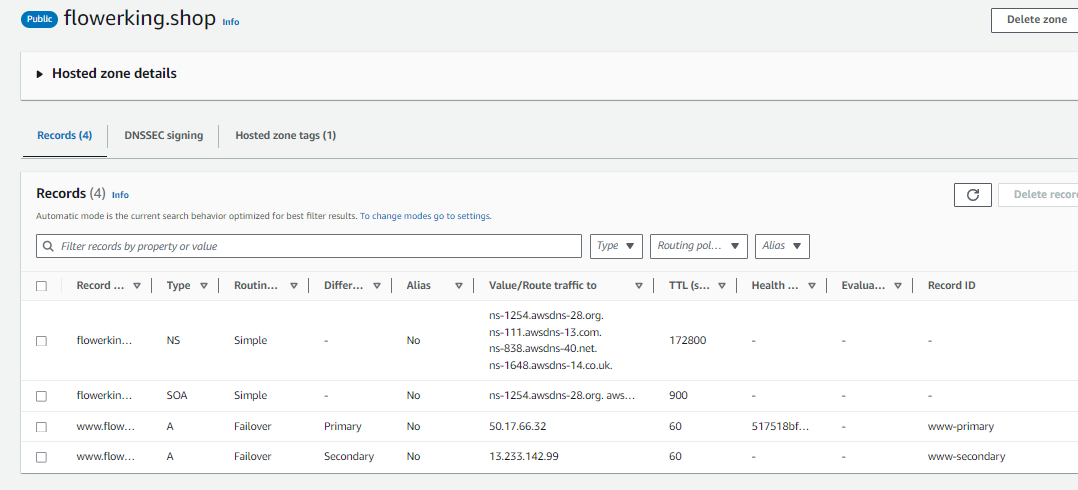 Public flowerking.shop Info
Delete zone
Hosted zone details
Records (4) DNSSEC signing Hosted zone tags (1)
Records (4) Info
Delete recor
Automatic mode is the current search behavior optimized for best filter results. To change modes go to settings.
Filter records by property or value Type Routing pol... Alias
Record ... Type Routin... Differ... Alias Value/Route traffic to TTL (s... Health ... Evalua... Record ID
ns-1254.awsdns-28.org.
ns-111.awsdns-13.com.
flowerkin... NS Simple - No 172800 - - -
ns-838.awsdns-40.net.
ns-1648.awsdns-14.co.uk.
flowerkin... SOA Simple - No ns-1254.awsdns-28.org. aws... 900 - - -
www.flow... A Failover Primary No 50.17.66.32 60 517518bf... - www-primary
www.flow... A Failover Secondary No 13.233.142.99 60 - - www-secondary